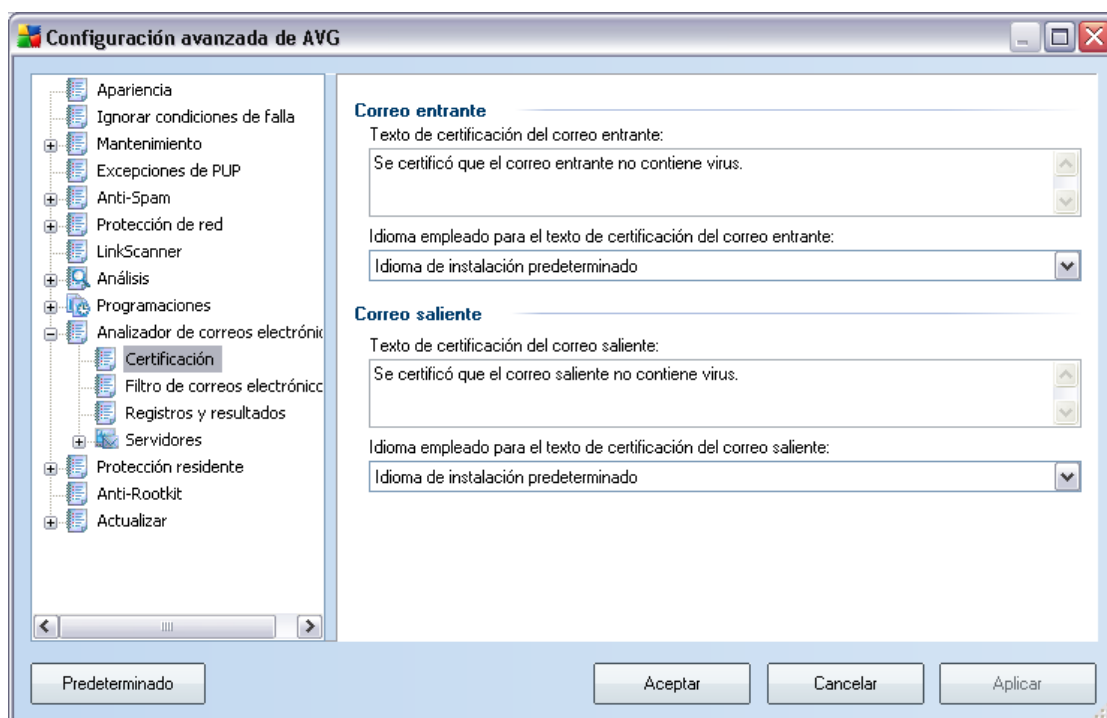 Configuración avanzada de AVG
Apariencia
Ignorar condiciones de falla
Mantenimiento
Excepciones de PUP
Anti-Spam
Protección de red
LinkScanner
Análisis
Programaciones
Analizador de correos electrónic
Certificación
Filtro de correos electrónicc
Registros y resultados
Servidores
Protección residente
Anti-Rootkit
Actualizar
Correo entrante
Texto de certificación del correo entrante:
Se certificó que el correo entrante no contiene virus.
Idioma empleado para el texto de certificación del correo entrante:
Idioma de instalación predeterminado
Correo saliente
Texto de certificación del correo saliente:
Se certificó que el correo saliente no contiene virus.
Idioma empleado para el texto de certificación del correo saliente:
Idioma de instalación predeterminado
Predeterminado
Aceptar
Cancelar
Aplicar